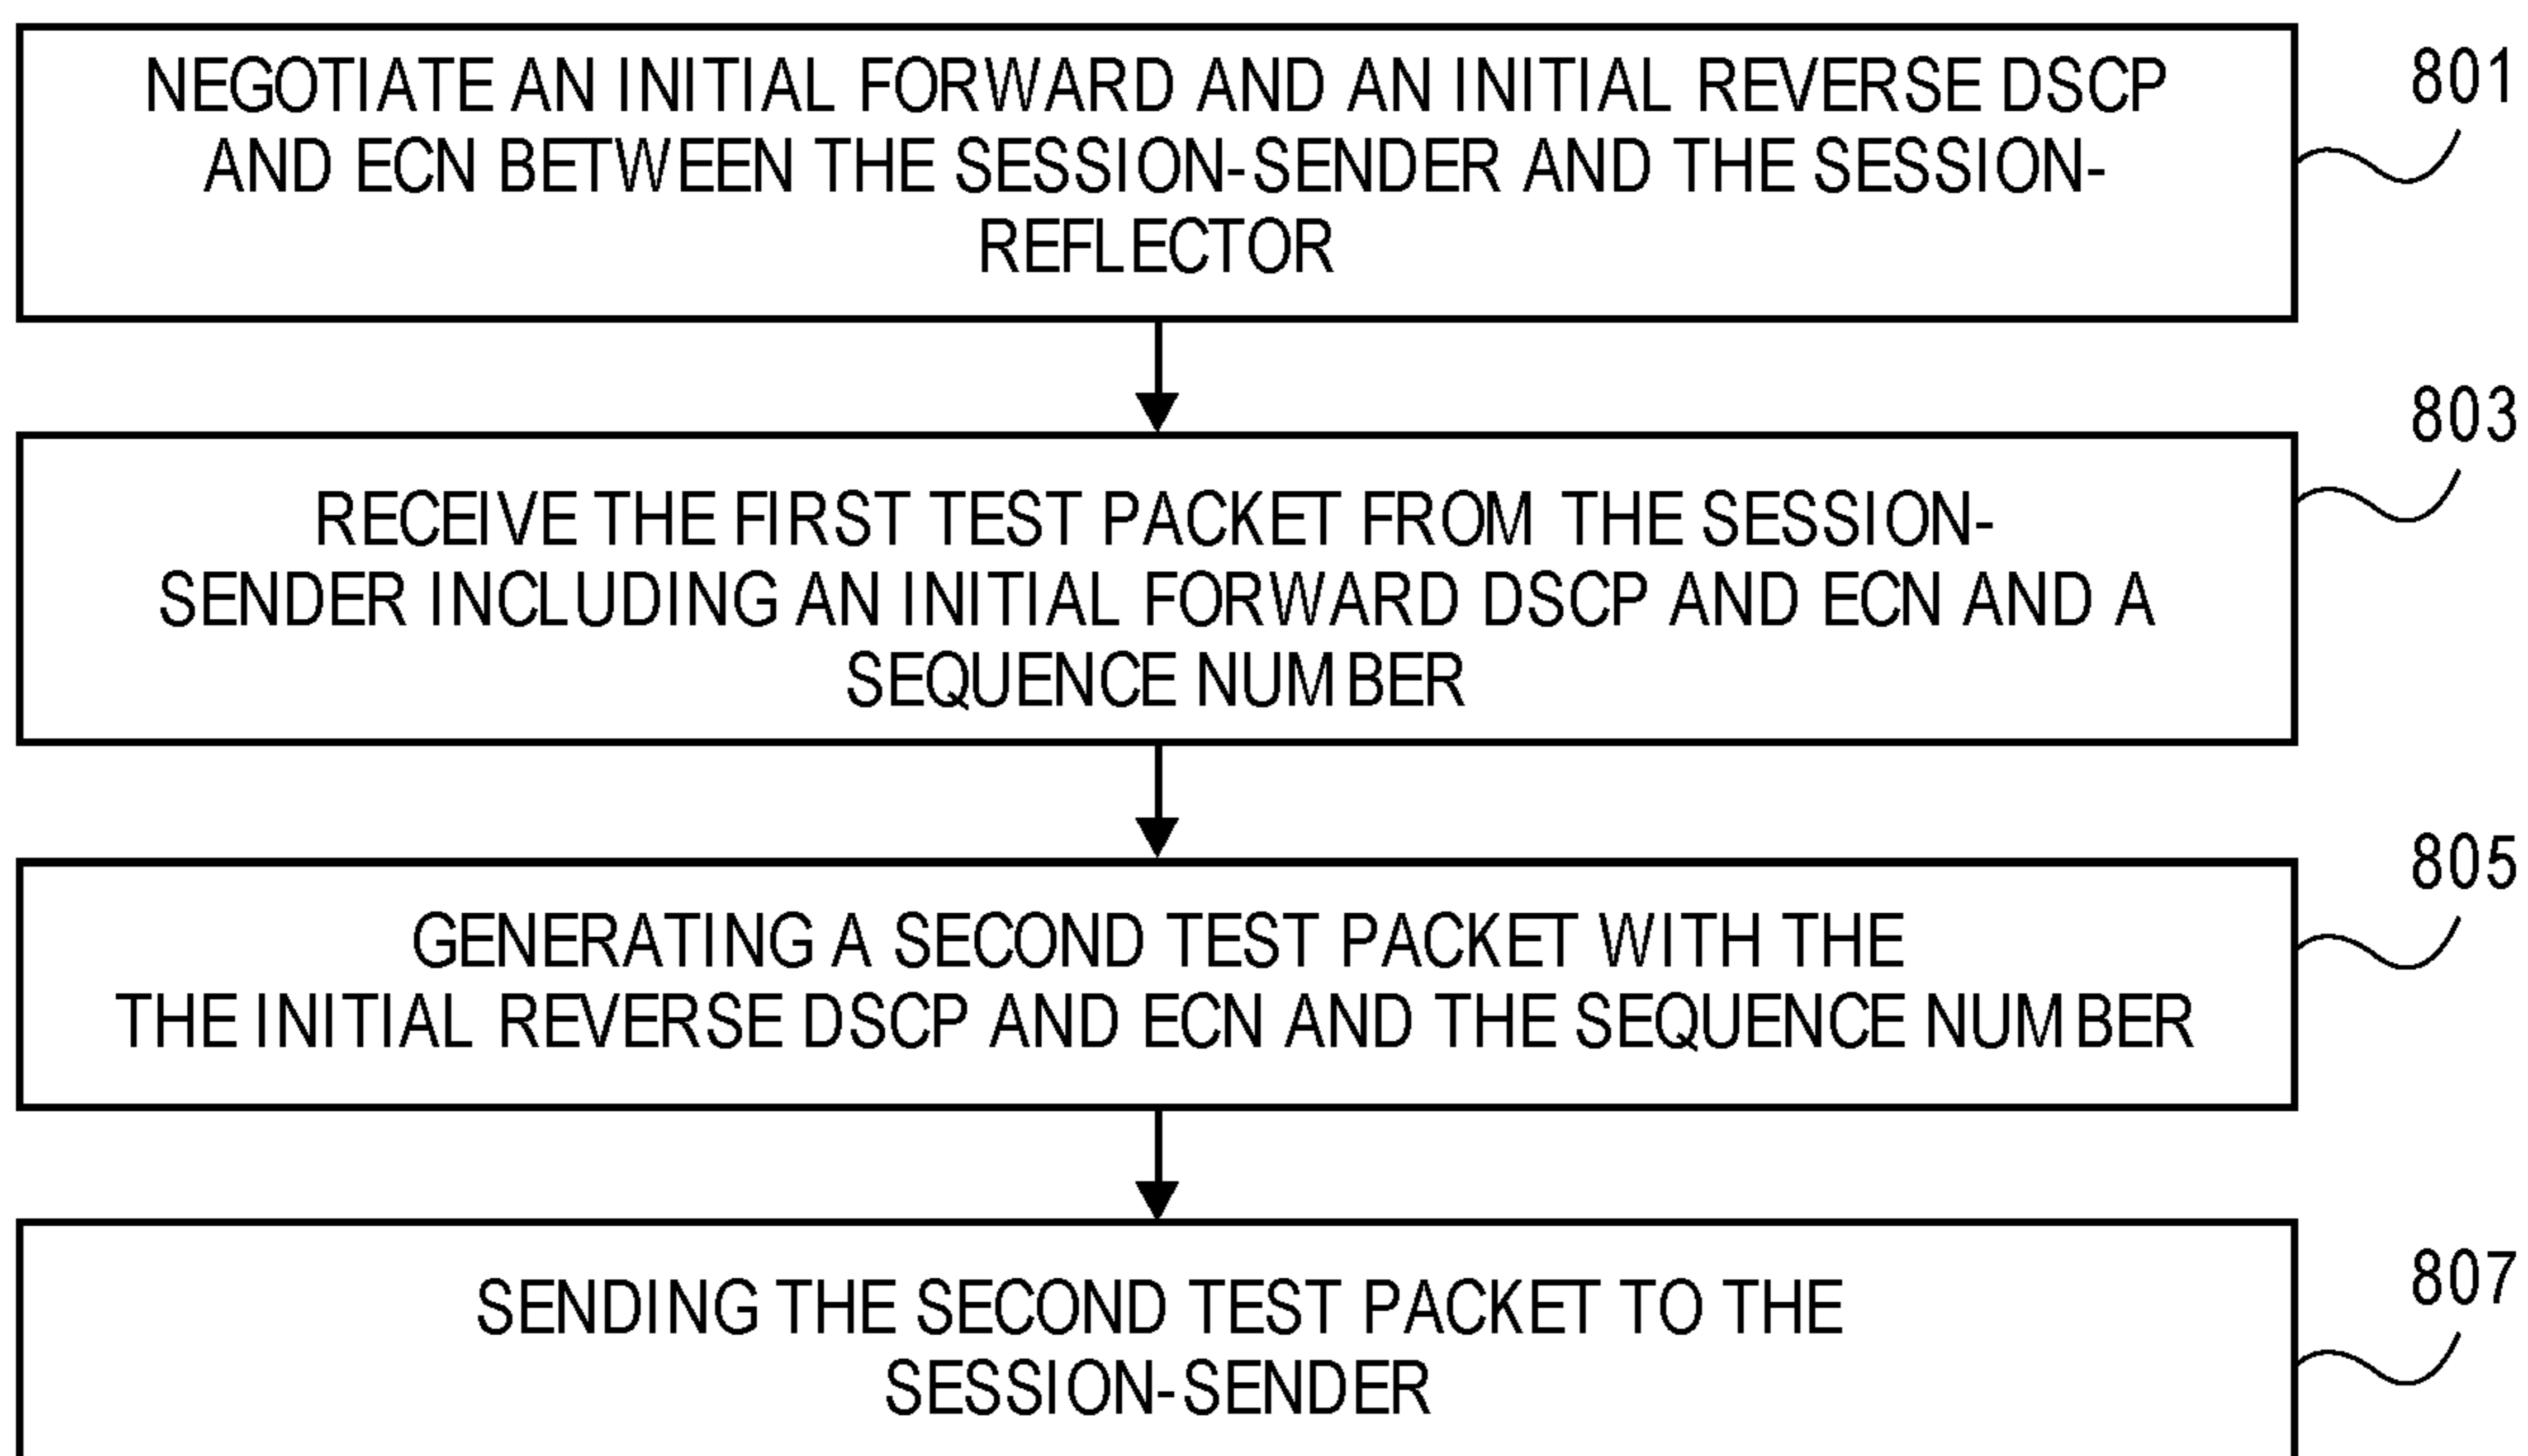 NEGOTIATE AN INITIAL FORWARD AND AN INITIAL REVERSE DSCP
AND ECN BETWEEN THE SESSION-SENDER AND THE SESSION-
REFLECTOR
801
RECEIVE THE FIRST TEST PACKET FROM THE SESSION-
SENDER INCLUDING AN INITIAL FORWARD DSCP AND ECN AND A
SEQUENCE NUMBER
803
GENERATING A SECOND TEST PACKET WITH THE
THE INITIAL REVERSE DSCP AND ECN AND THE SEQUENCE NUMBER
805
SENDING THE SECOND TEST PACKET TO THE
SESSION-SENDER
807